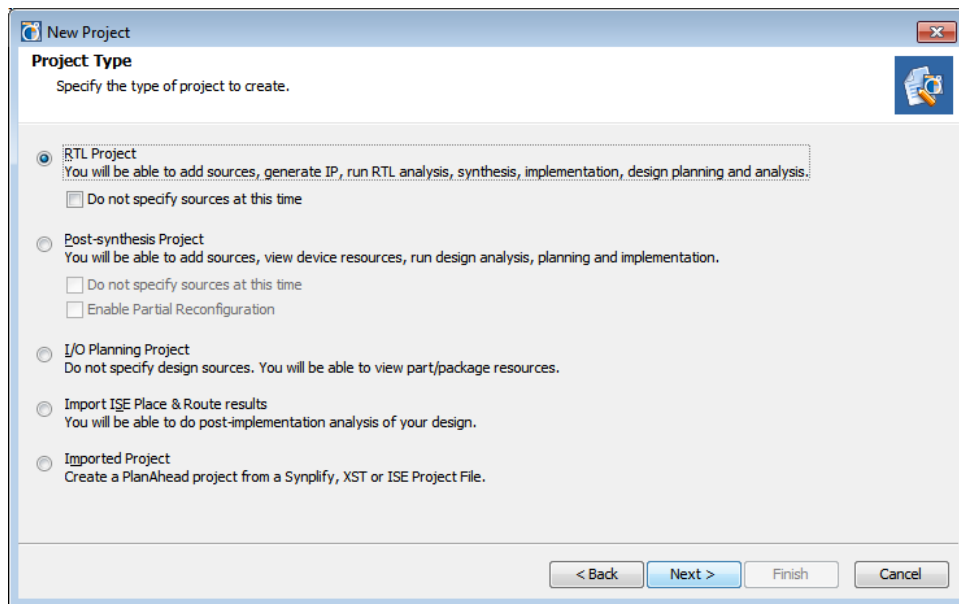 New Project
Project Type
Specify the type of project to create.
RTL Project
You will be able to add sources, generate IP, run RTL analysis, synthesis, implementation, design planning and analysis.
Do not specify sources at this time
Post-synthesis Project
You will be able to add sources, view device resources, run design analysis, planning and implementation.
Do not specify sources at this time
Enable Partial Reconfiguration
I/O Planning Project
Do not specify design sources. You will be able to view part/package resources.
Import ISE Place & Route results
You will be able to do post-implementation analysis of your design.
Imported Project
Create a PlanAhead project from a Synplify, XST or ISE Project File.
< Back Next > Finish Cancel